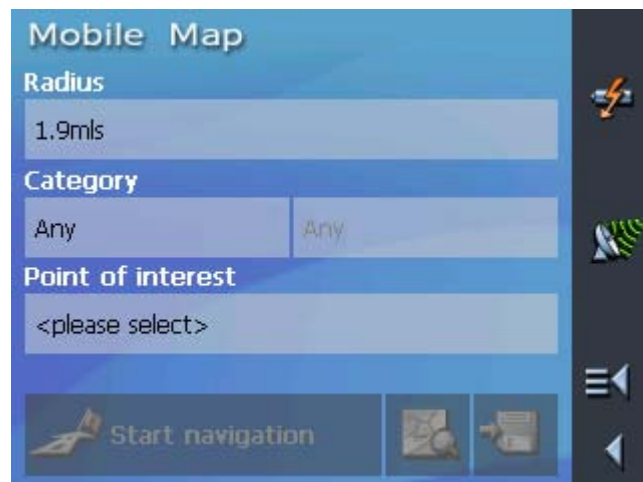 Mobile Map
Radius
1.9mls
Category
Any Any
Point of interest
<please select>
Start navigation